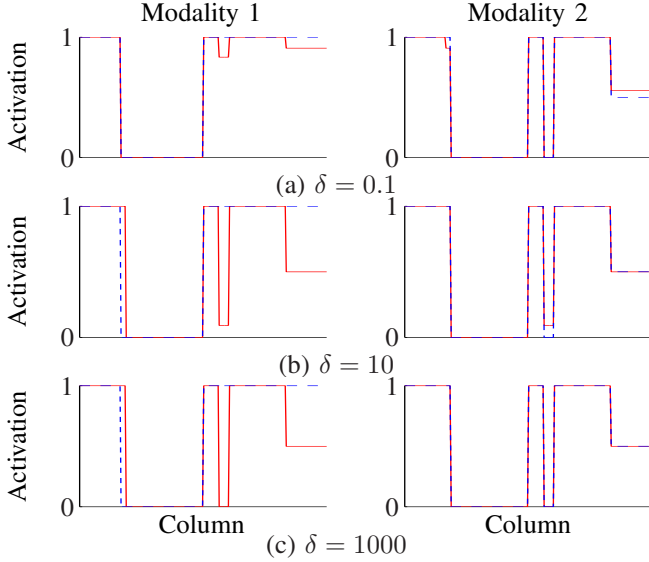 Modality 1 Modality 2
1 1
Activation
0 0
(a) δ = 0.1
1 1
Activation
0 0
(b) δ = 10
1 1
Activation
0 0
Column Column
(c) δ = 1000